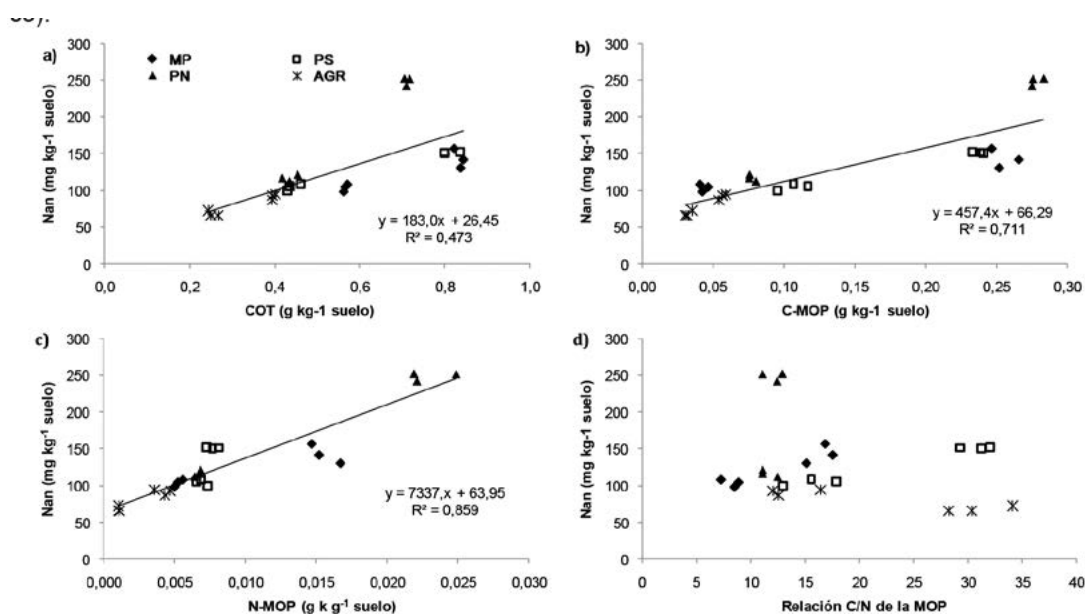 a)
MP PS
PN AGR
300
250
200
150
100
50
0
Nan (mg kg-1 suelo)
y = 183,0x + 26,45
R² = 0,473
0,0 0,2 0,4 0,6 0,8 1,0
COT (g kg-1 suelo)
b)
300
250
200
150
100
50
0
Nan (mg kg-1 suelo)
y = 457,4x + 66,29
R² = 0,711
0,00 0,05 0,10 0,15 0,20 0,25 0,30
C-MOP (g kg-1 suelo)
c)
300
250
200
150
100
50
0
Nan (mg kg-1 suelo)
y = 7337,x + 63,95
R² = 0,859
0,000 0,005 0,010 0,015 0,020 0,025 0,030
N-MOP (g k g-1 suelo)
d)
300
250
200
150
100
50
0
Nan (mg kg-1 suelo)
0 5 10 15 20 25 30 35 40
Relación C/N de la MOP